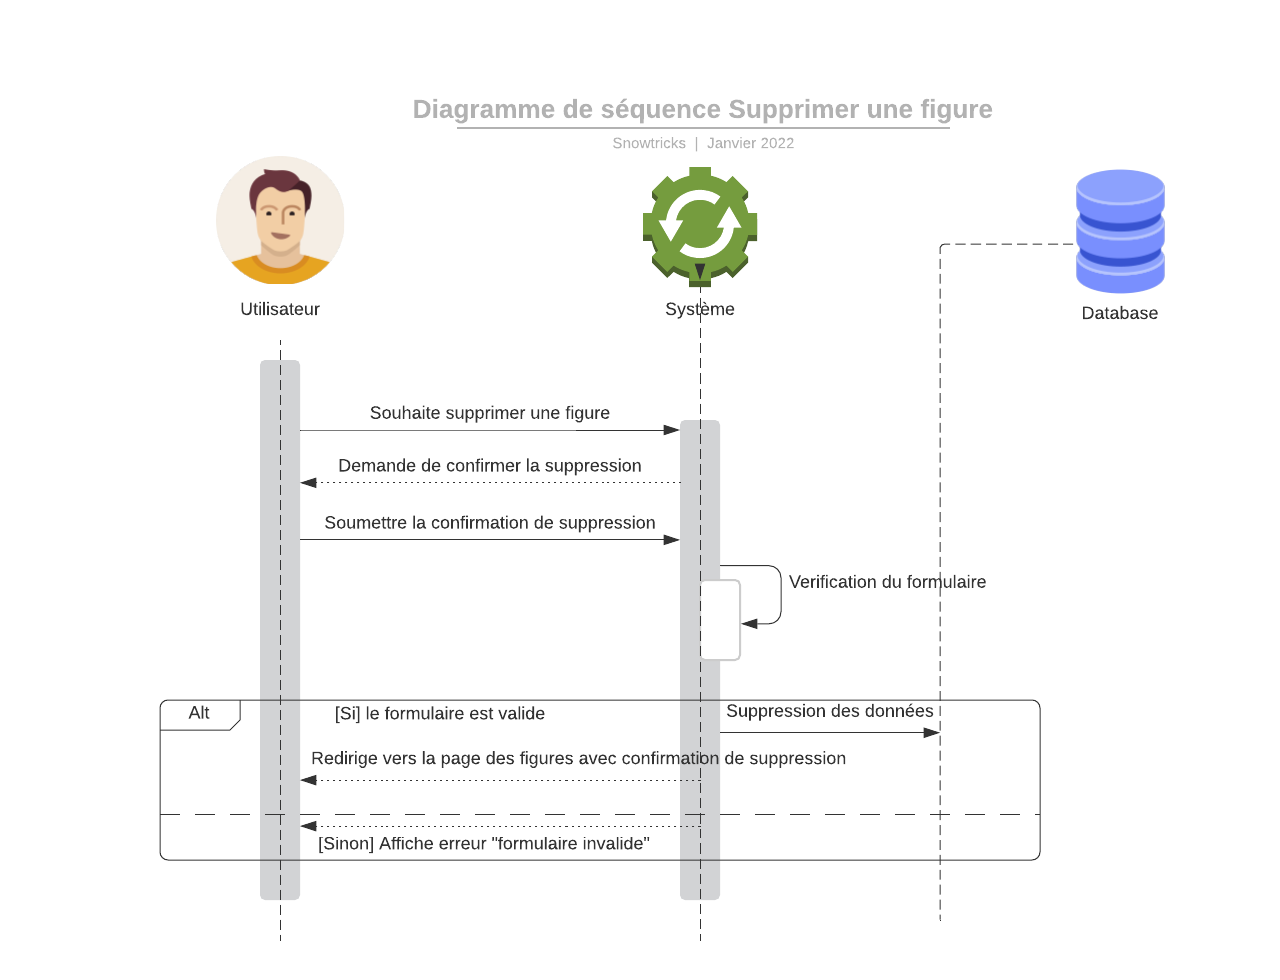 Diagramme de séquence Supprimer une figure
Snowtricks | Janvier 2022
Utilisateur
Système
Database
Souhaite supprimer une figure
Demande de confirmer la suppression
Soumettre la confirmation de suppression
Verification du formulaire
Alt
[Si] le formulaire est valide
Suppression des données
Redirige vers la page des figures avec confirmation de suppression
[Sinon] Affiche erreur "formulaire invalide"